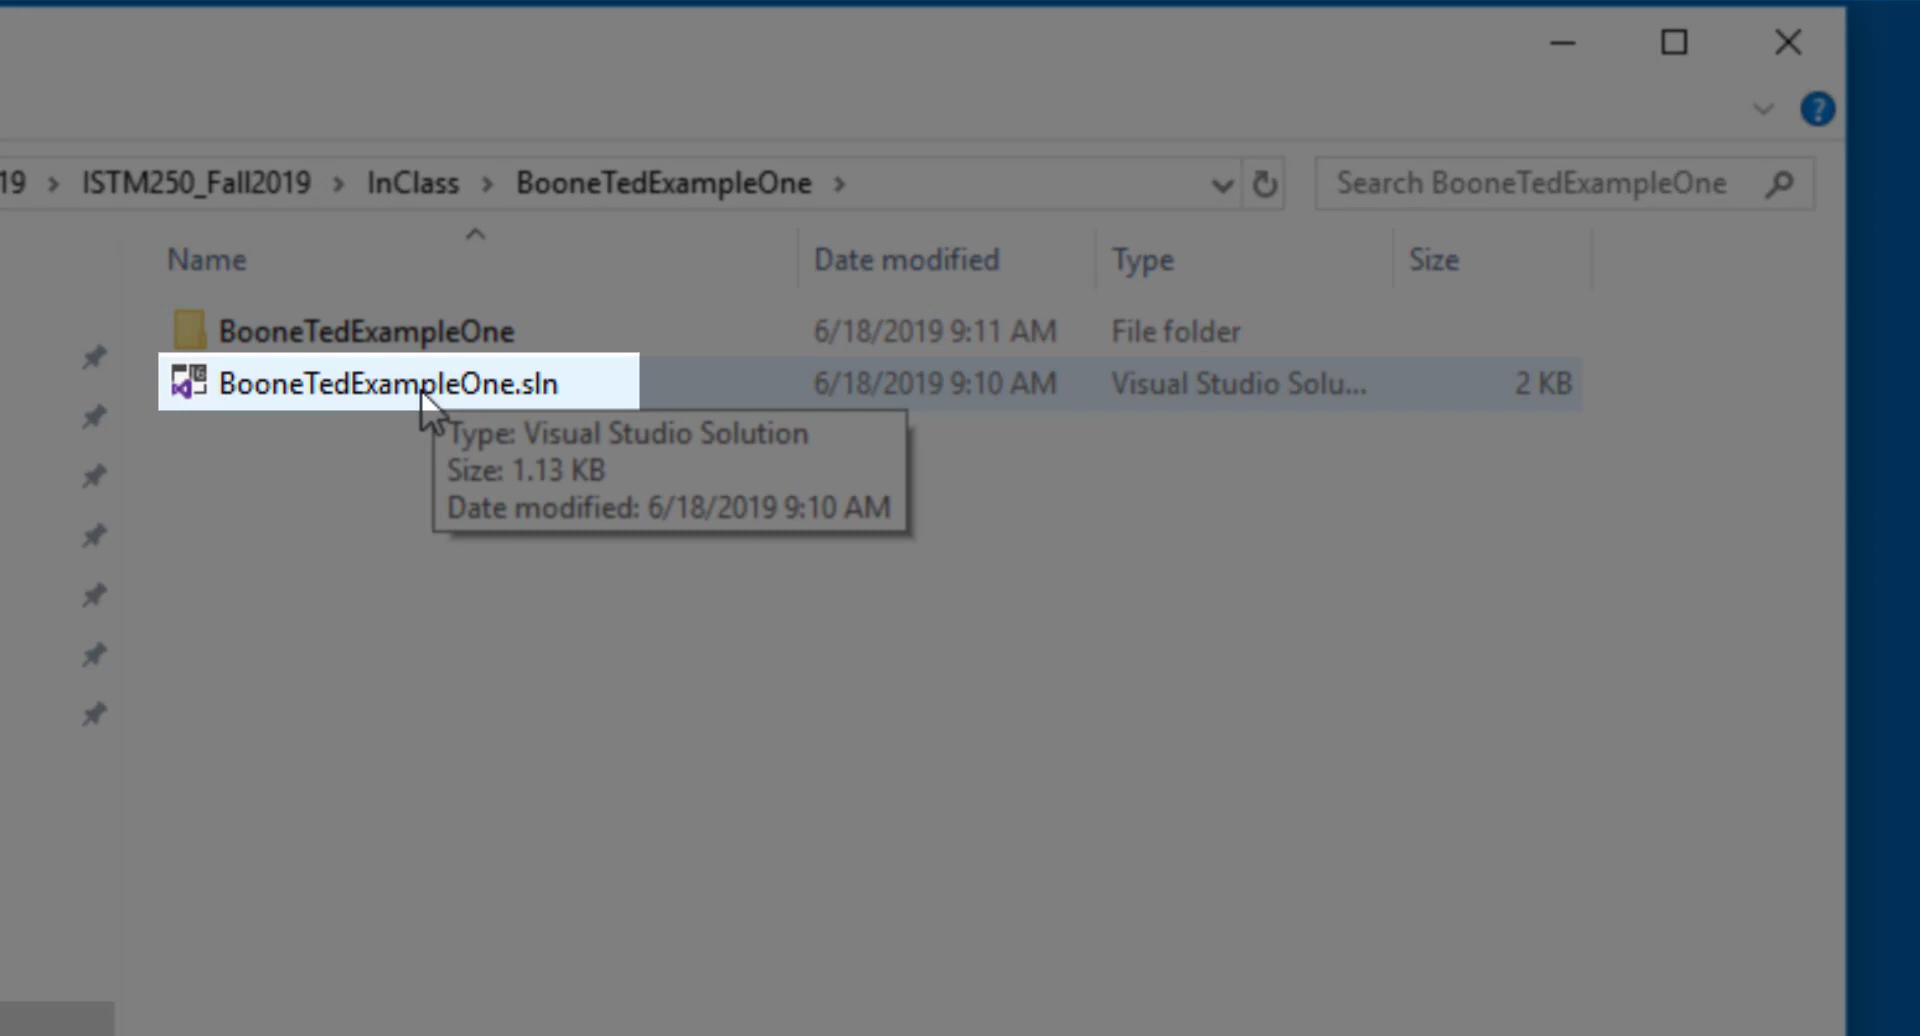 ?
19 > ISTM250_Fall2019 > InClass > BooneTedExampleOne >
Search BooneTedExampleOne
Name Date modified Type Size
BooneTedExampleOne 6/18/2019 9:11 AM File folder
BooneTedExampleOne.sln 6/18/2019 9:10 AM Visual Studio Solu... 2 KB
Type: Visual Studio Solution
Size: 1.13 KB
Date modified: 6/18/2019 9:10 AM